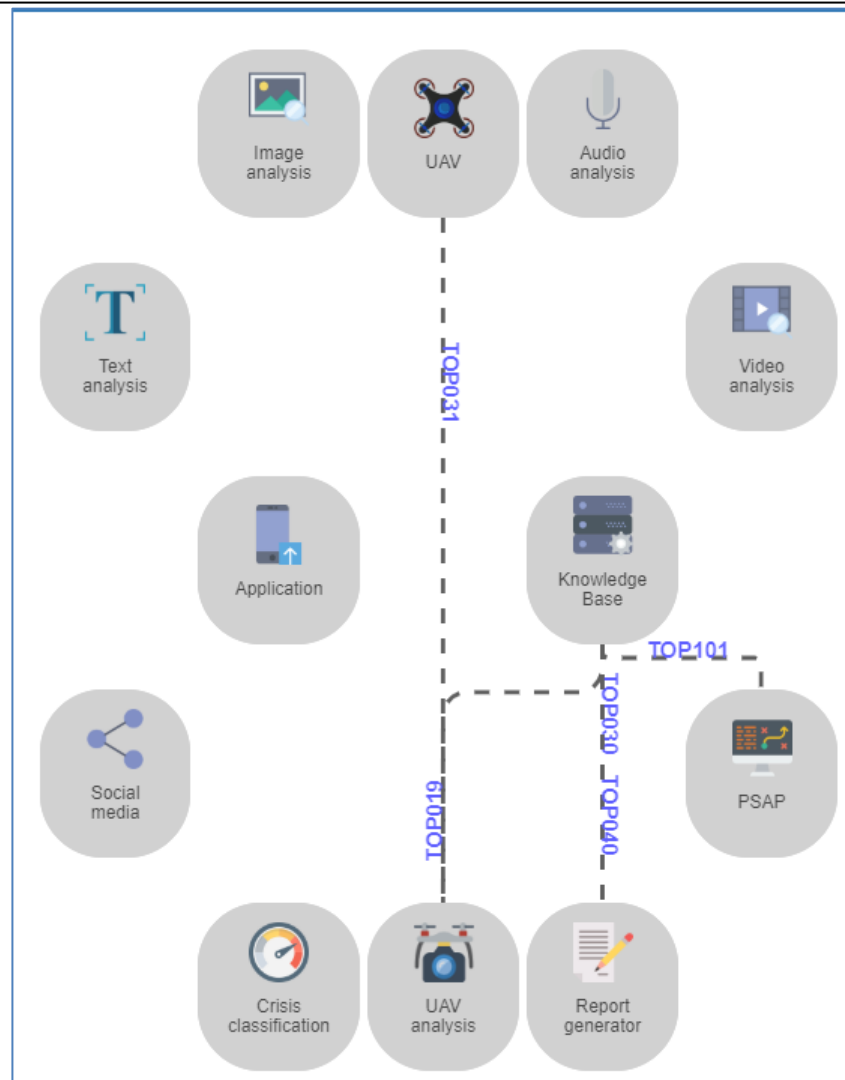 Image
analysis
UAV
Audio
analysis
TOP031
T
Text
analysis
Video
analysis
Application
Knowledge
Base
TOP101
TOP030
TOP040
TOP019
Social
media
PSAP
Crisis
classification
UAV
analysis
Report
generator